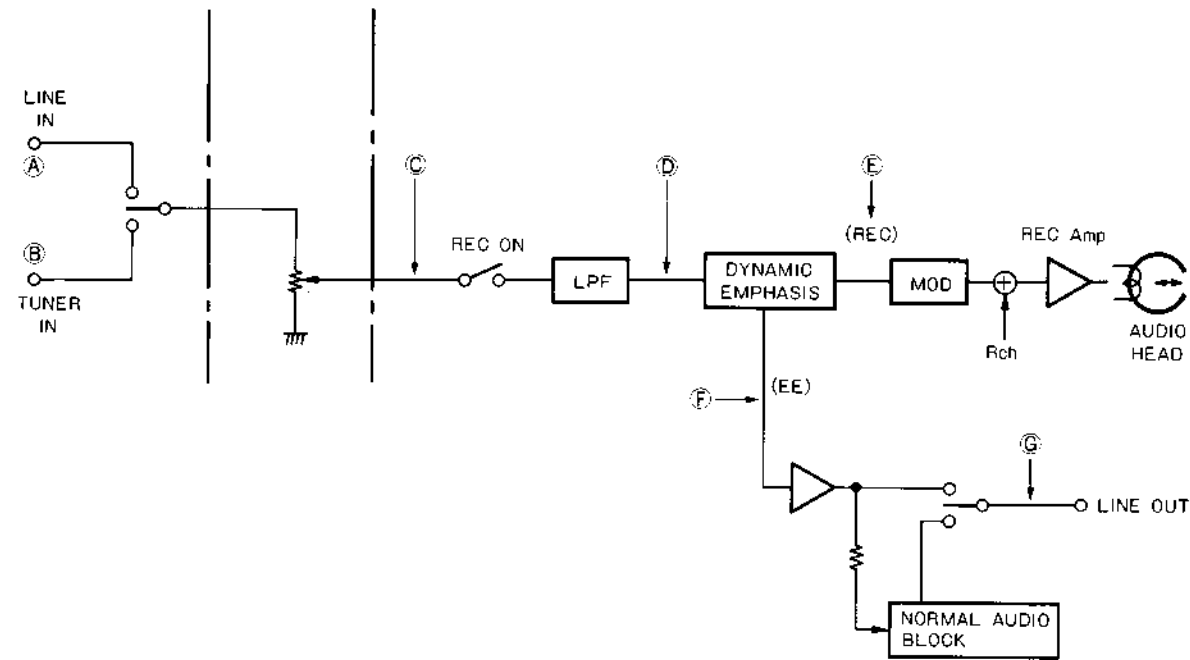 LINE
IN
Ⓐ
Ⓑ
TUNER
IN
Ⓒ
REC ON
LPF
Ⓓ
DYNAMIC
EMPHASIS
Ⓔ
(REC)
MOD
REC Amp
Rch
AUDIO
HEAD
Ⓕ
(EE)
Ⓖ
LINE OUT
NORMAL AUDIO
BLOCK